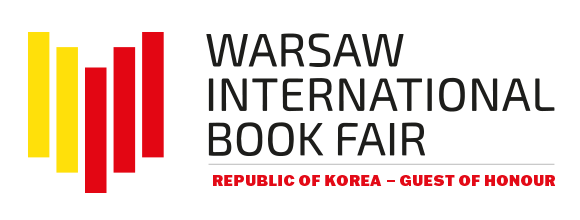 WARSAW
INTERNATIONAL
BOOK FAIR
REPUBLIC OF KOREA – GUEST OF HONOUR